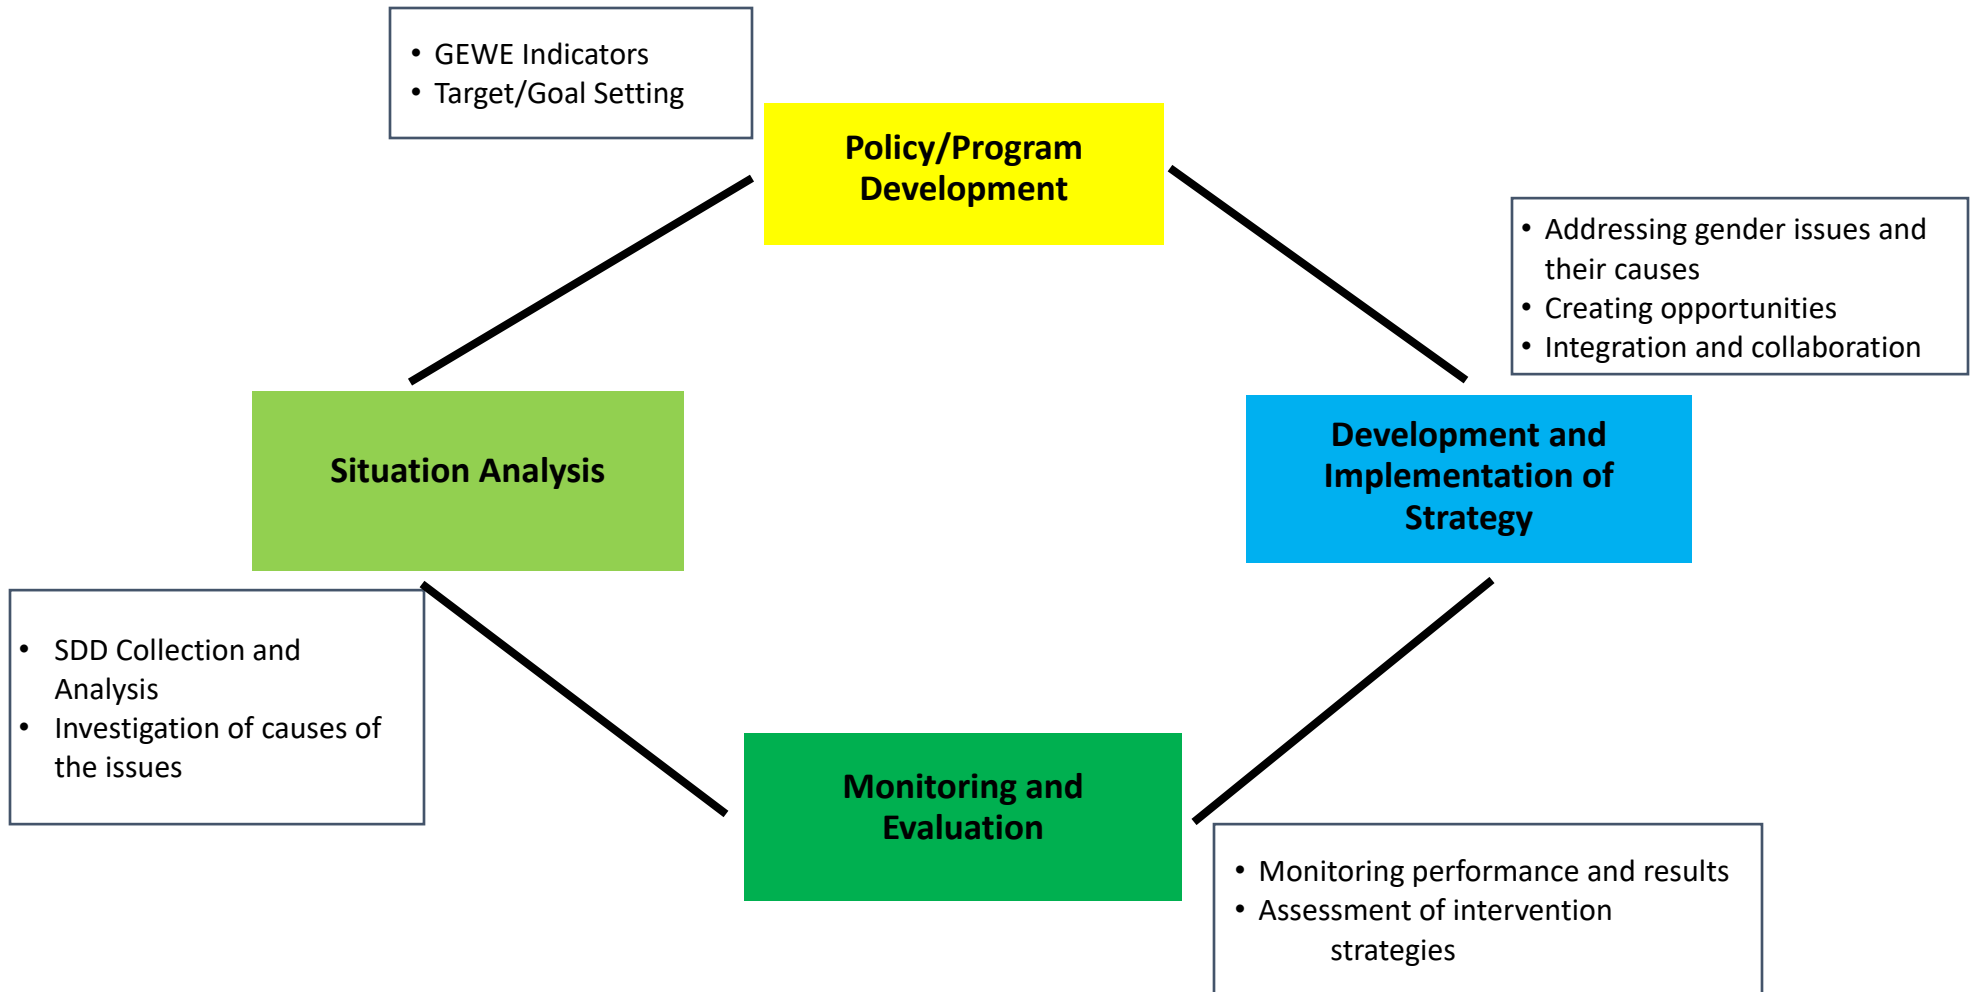 • GEWE Indicators
• Target/Goal Setting
Policy/Program
Development
• Addressing gender issues and
their causes
• Creating opportunities
• Integration and collaboration
Situation Analysis
Development and
Implementation of
Strategy
• SDD Collection and
Analysis
• Investigation of causes of
the issues
Monitoring and
Evaluation
• Monitoring performance and results
• Assessment of intervention
strategies